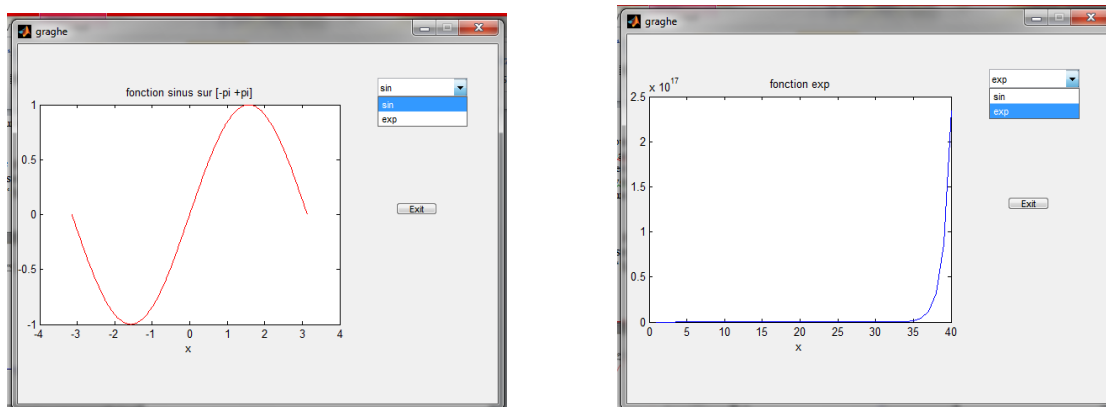 graghe
sin
sin
exp
fonction sinus sur [-pi +pi]
1
0.5
0
-0.5
-1
-4 -3 -2 -1 0 1 2 3 4
x
Exit
graghe
exp
sin
exp
x 10^17
fonction exp
2.5
2
1.5
1
0.5
0
0 5 10 15 20 25 30 35 40
x
Exit